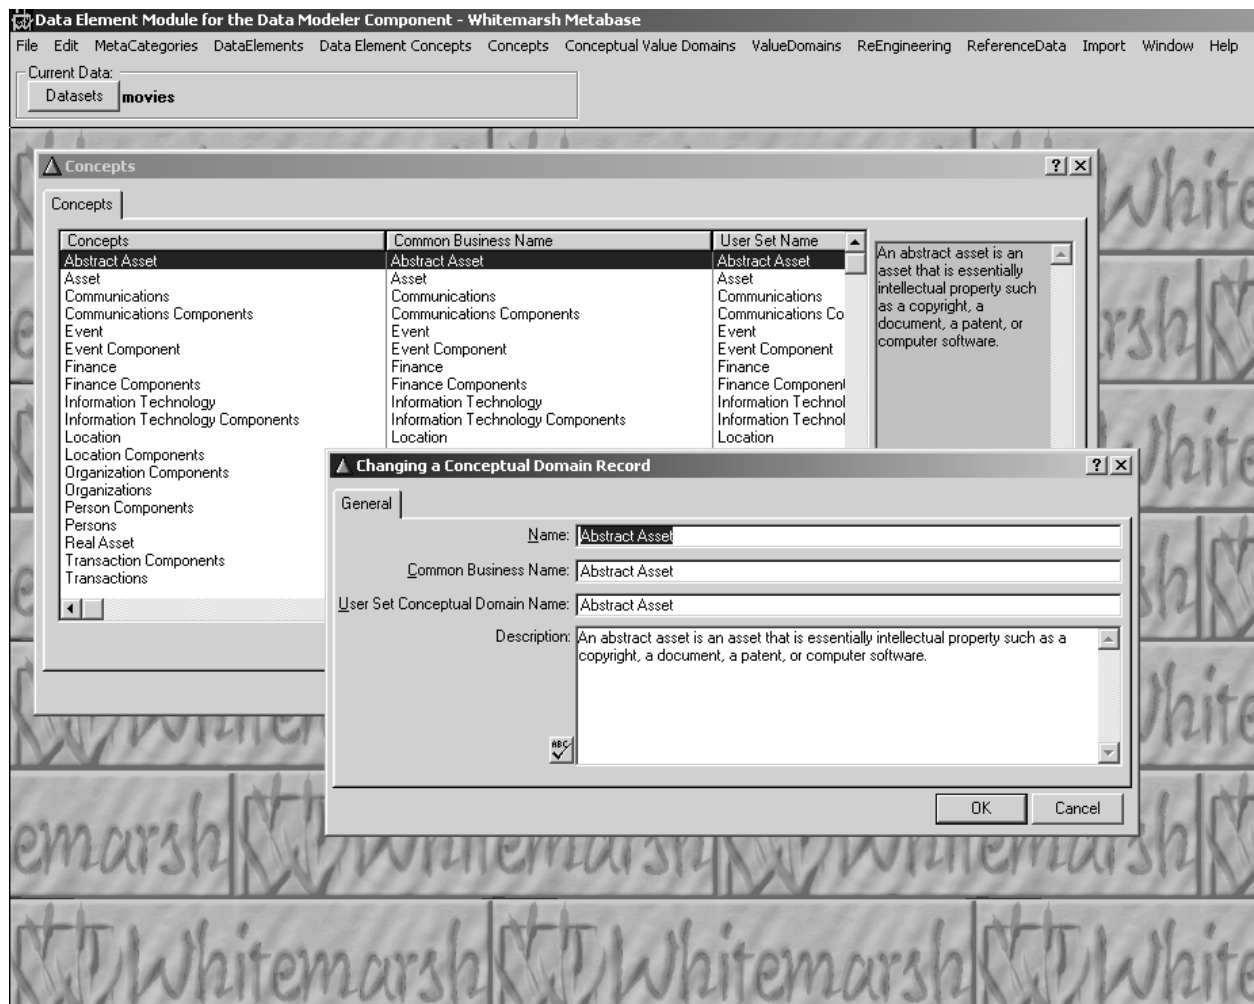 Data Element Module for the Data Modeler Component - Whitemarsh Metabase
File Edit MetaCategories DataElements Data Element Concepts Concepts Conceptual Value Domains ValueDomains ReEngineering ReferenceData Import Window Help
Current Data:
Datasets movies
Concepts
Concepts
Concepts Common Business Name User Set Name
Abstract Asset Abstract Asset Abstract Asset
Asset Asset Asset
Communications Communications Communications
Communications Components Communications Components Communications Co
Event Event Event
Event Component Event Component Event Component
Finance Finance Finance
Finance Components Finance Components Finance Component
Information Technology Information Technology Information Technol
Information Technology Components Information Technology Components Information Technol
Location Location Location
Location Components
Organization Components
Organizations
Person Components
Persons
Real Asset
Transaction Components
Transactions
An abstract asset is an
asset that is essentially
intellectual property such
as a copyright, a
document, a patent, or
computer software.
Changing a Conceptual Domain Record
General
Name: Abstract Asset
Common Business Name: Abstract Asset
User Set Conceptual Domain Name: Abstract Asset
Description: An abstract asset is an asset that is essentially intellectual property such as a
copyright, a document, a patent, or computer software.
ABC
OK Cancel
Whitemarsh Whitemarsh White